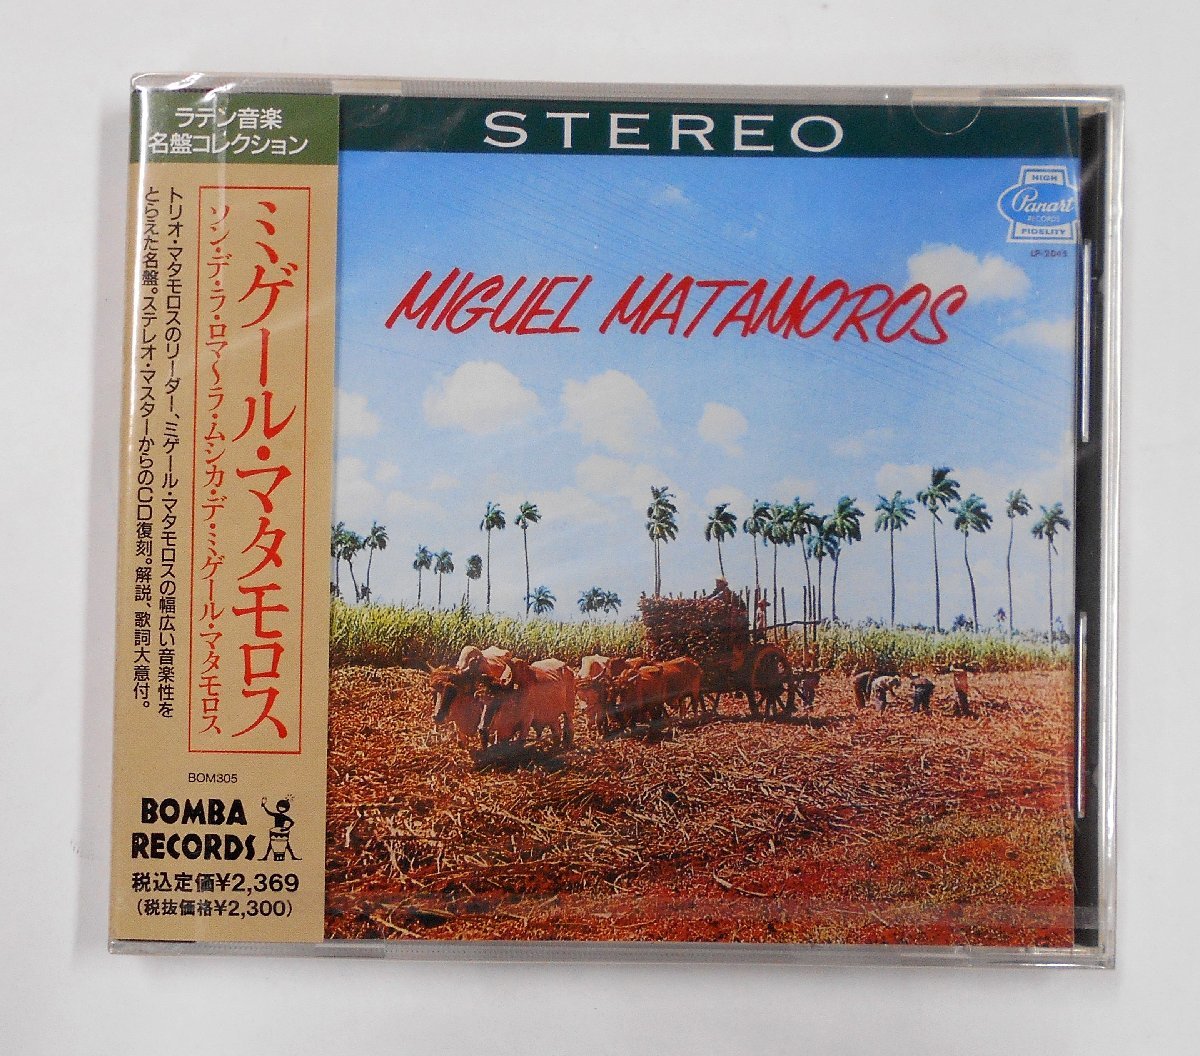 ラテン音楽
名盤コレクション
ミゲール・マタモロス
ソン・デ・ラ・ロマ〜ラ・ムシカ・デ・ミゲール・マタモロス
トリオ・マタモロスのリーダー、ミゲール・マタモロスの幅広い音楽性を
とらえた名盤。ステレオ・マスターからのCD復刻。解説、歌詞大意付。
BOM305
BOMBA
RECORDS
税込定価¥2,369
(税抜価格¥2,300)
STEREO
HIGH
Panart
RECORDS
FIDELITY
LP-2045
MIGUEL MATAMOROS